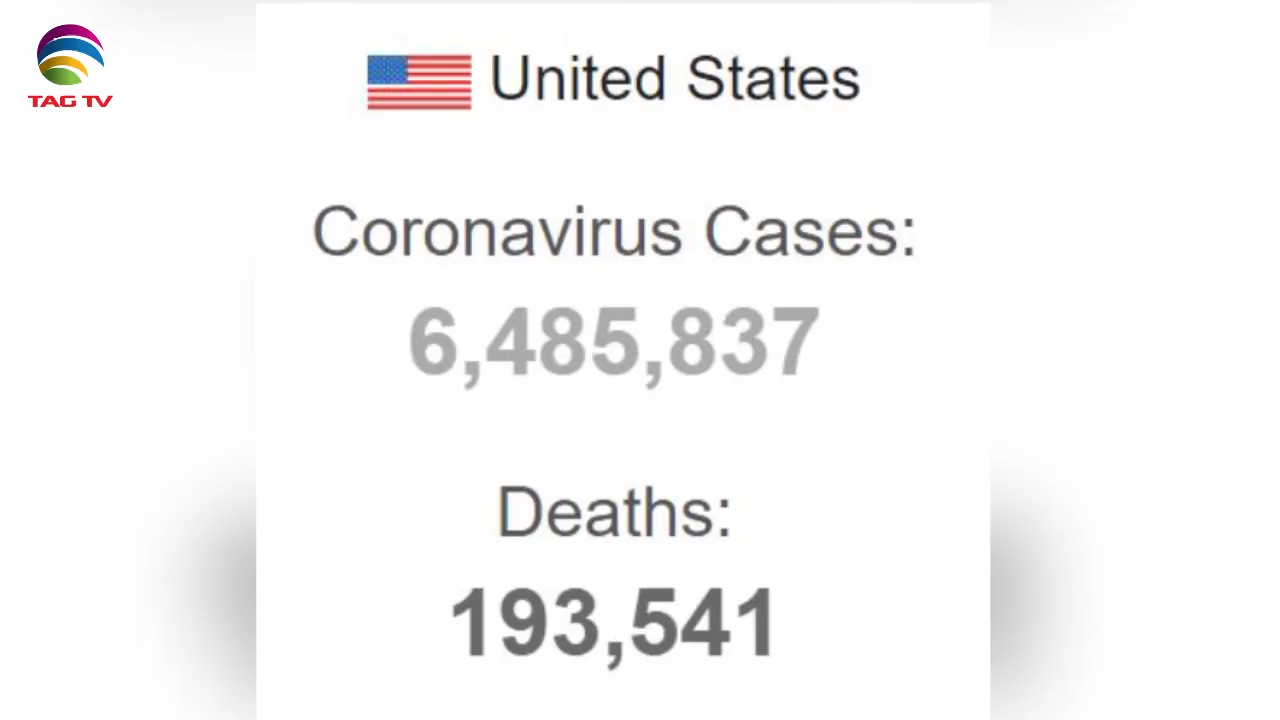 TAG TV
United States
Coronavirus Cases:
6,485,837
Deaths:
193,541